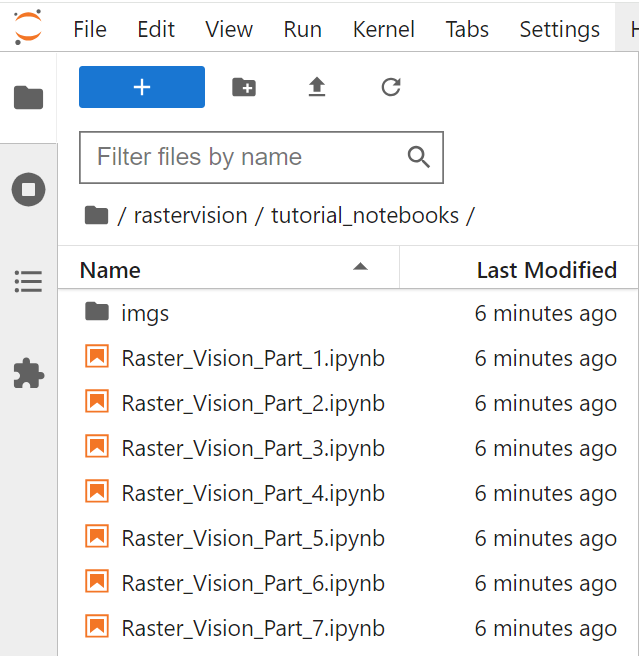 File Edit View Run Kernel Tabs Settings
+
Filter files by name
/ rastervision / tutorial_notebooks /
Name Last Modified
imgs 6 minutes ago
Raster_Vision_Part_1.ipynb 6 minutes ago
Raster_Vision_Part_2.ipynb 6 minutes ago
Raster_Vision_Part_3.ipynb 6 minutes ago
Raster_Vision_Part_4.ipynb 6 minutes ago
Raster_Vision_Part_5.ipynb 6 minutes ago
Raster_Vision_Part_6.ipynb 6 minutes ago
Raster_Vision_Part_7.ipynb 6 minutes ago